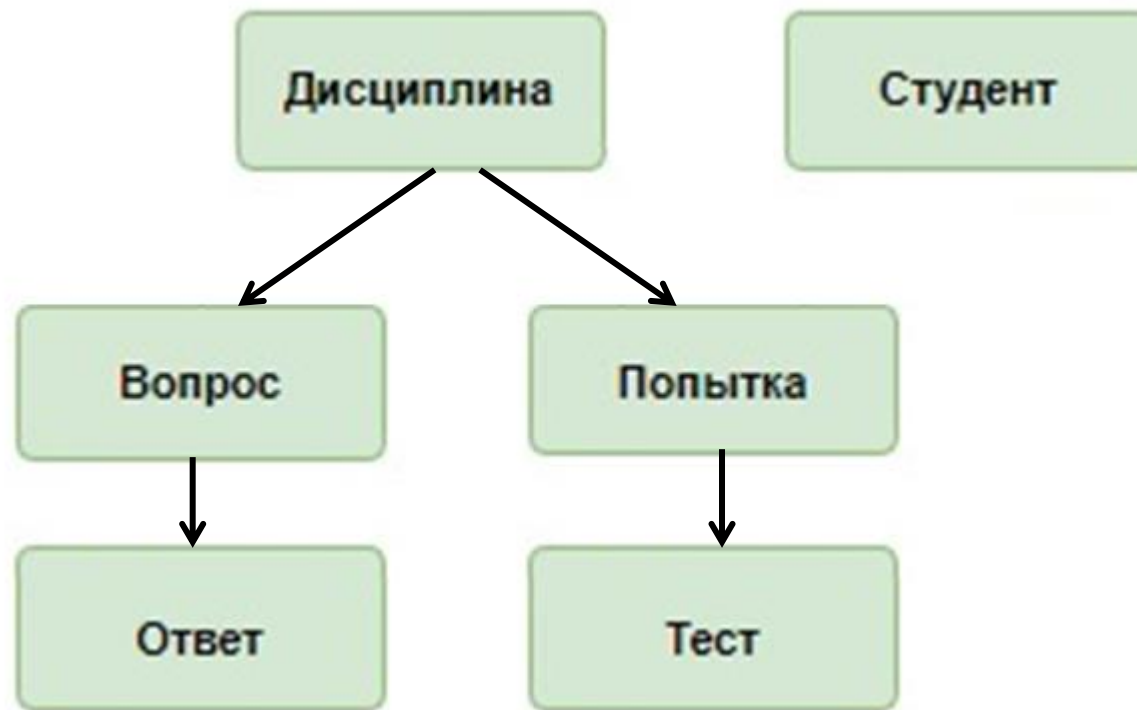 Дисциплина
Студент
Вопрос
Попытка
Ответ
Тест